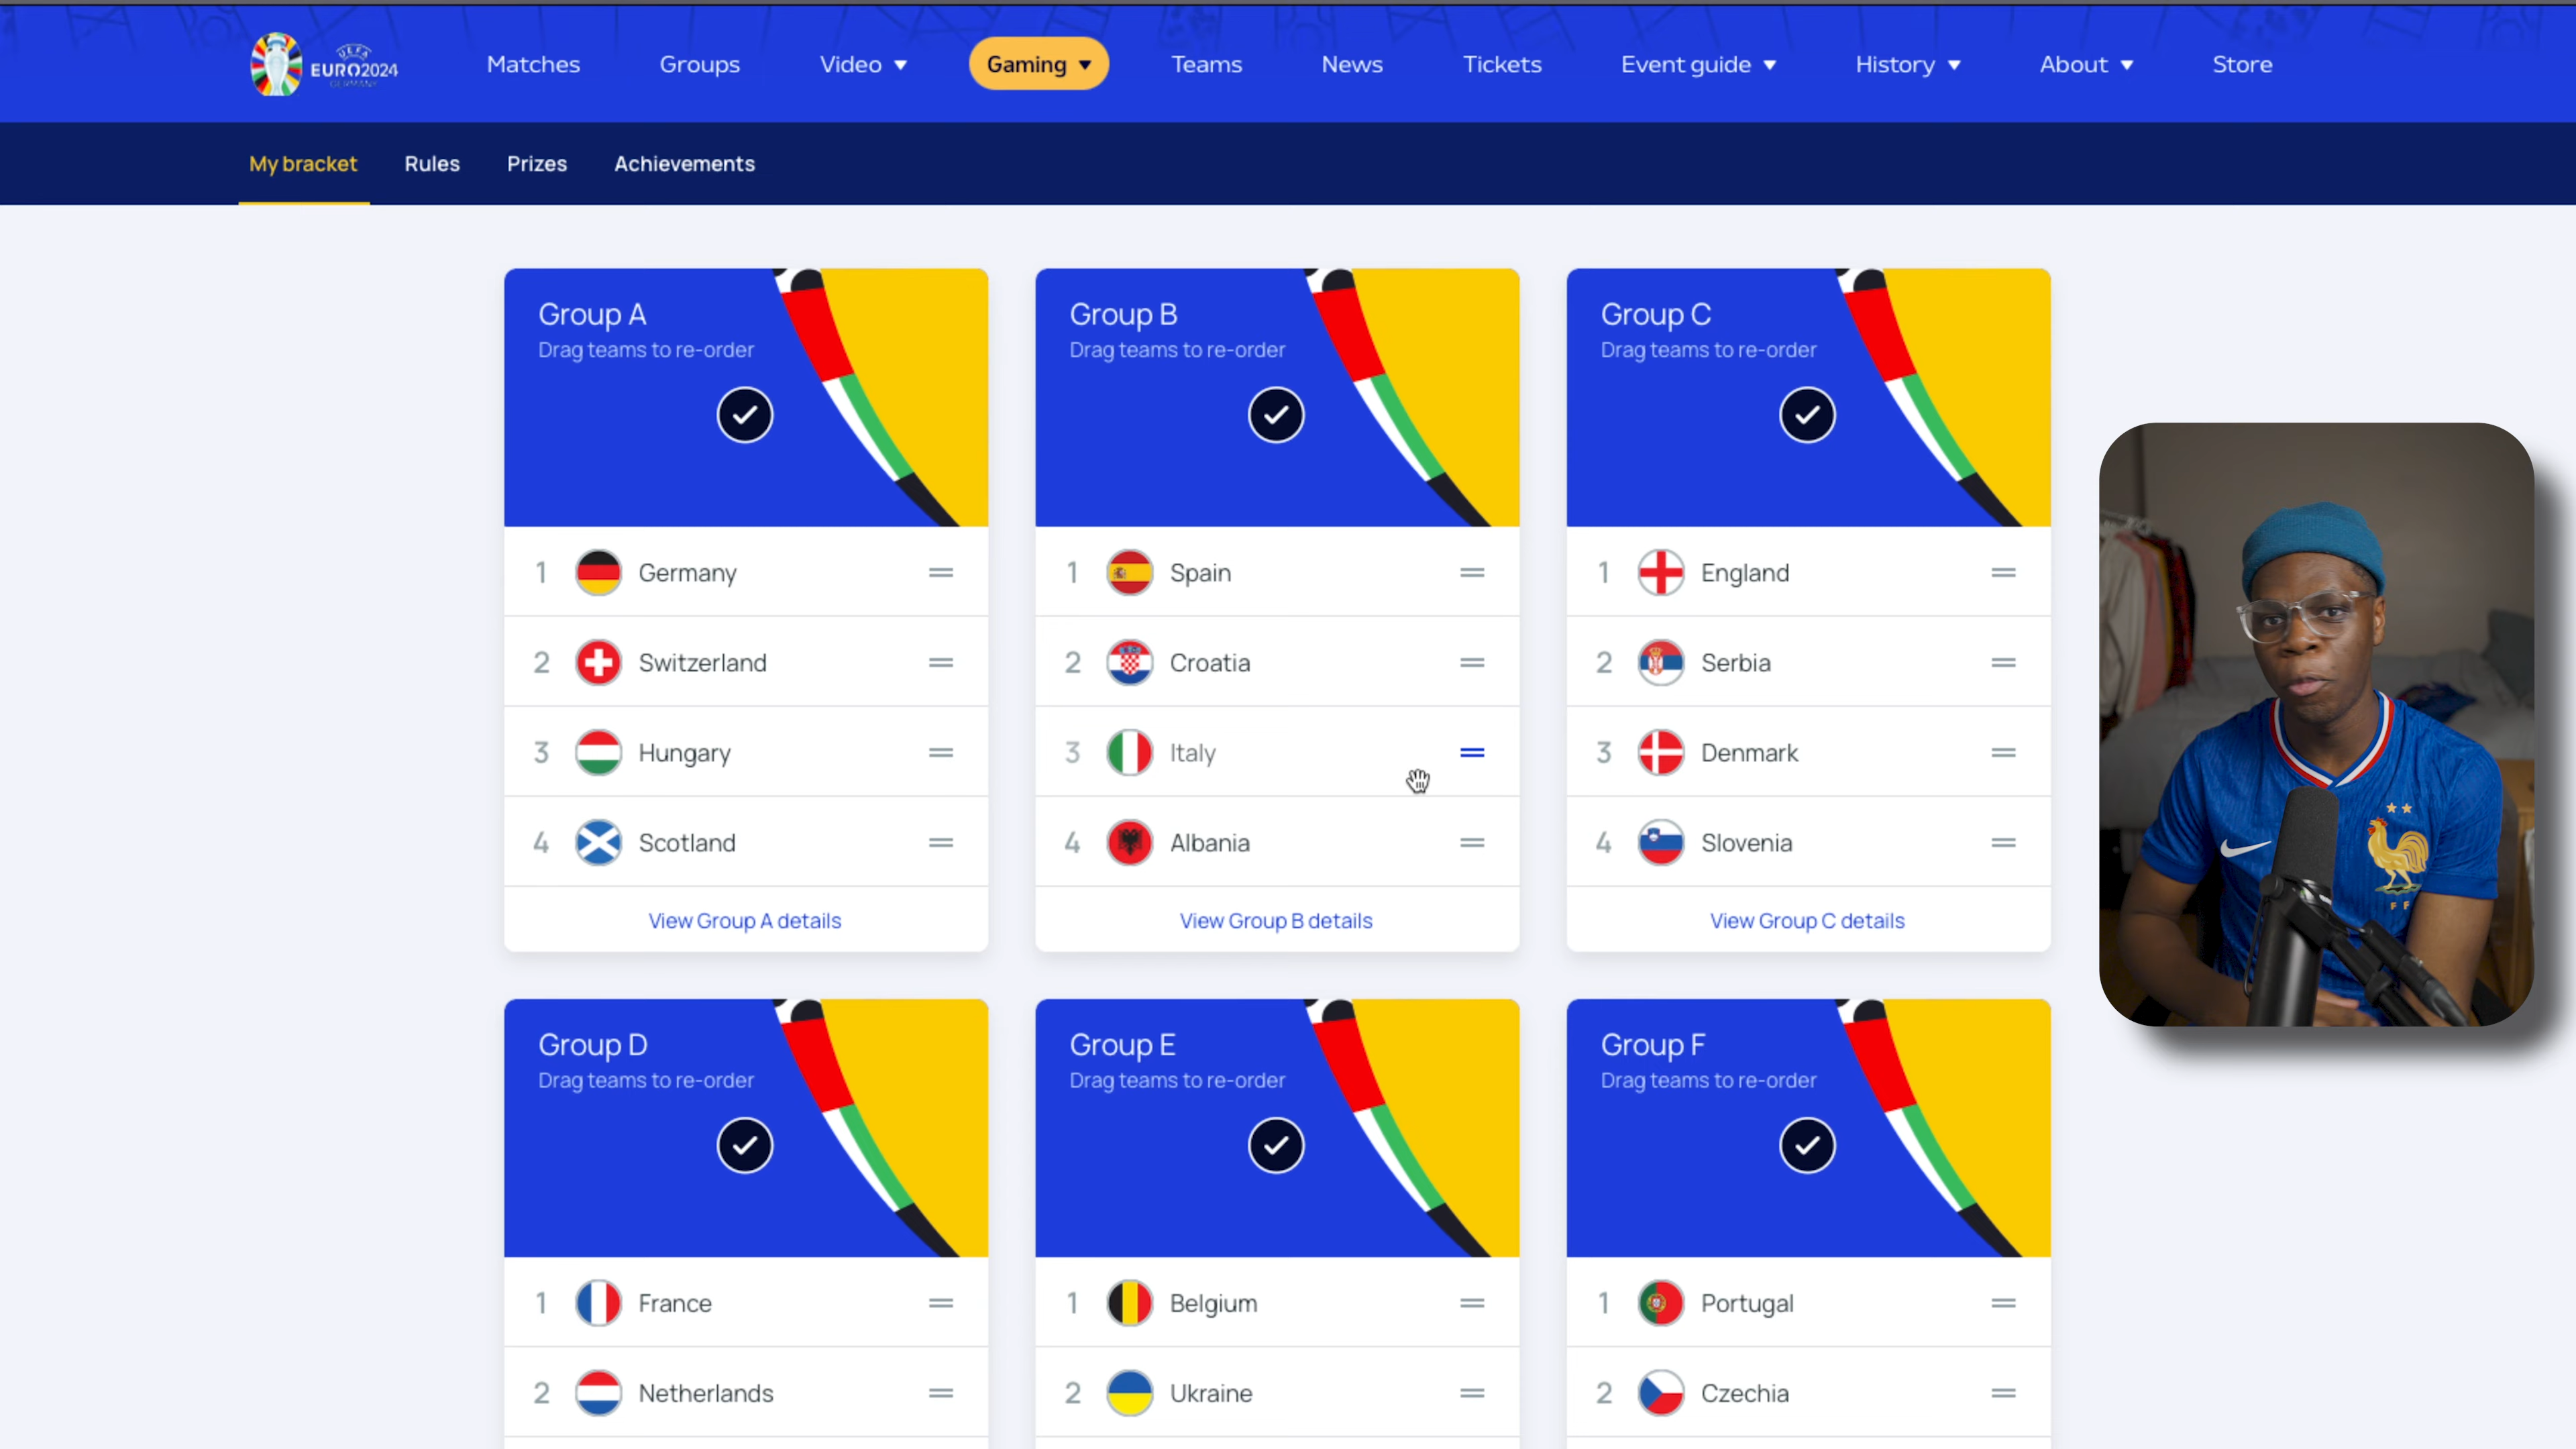 UEFA
EURO2024
GERMANY
Matches
Groups
Video
Gaming
Teams
News
Tickets
Event guide
History
About
Store
My bracket
Rules
Prizes
Achievements
Group A
Drag teams to re-order
1 Germany
2 Switzerland
3 Hungary
4 Scotland
View Group A details
Group B
Drag teams to re-order
1 Spain
2 Croatia
3 Italy
4 Albania
View Group B details
Group C
Drag teams to re-order
1 England
2 Serbia
3 Denmark
4 Slovenia
View Group C details
Group D
Drag teams to re-order
1 France
2 Netherlands
Group E
Drag teams to re-order
1 Belgium
2 Ukraine
Group F
Drag teams to re-order
1 Portugal
2 Czechia
FF